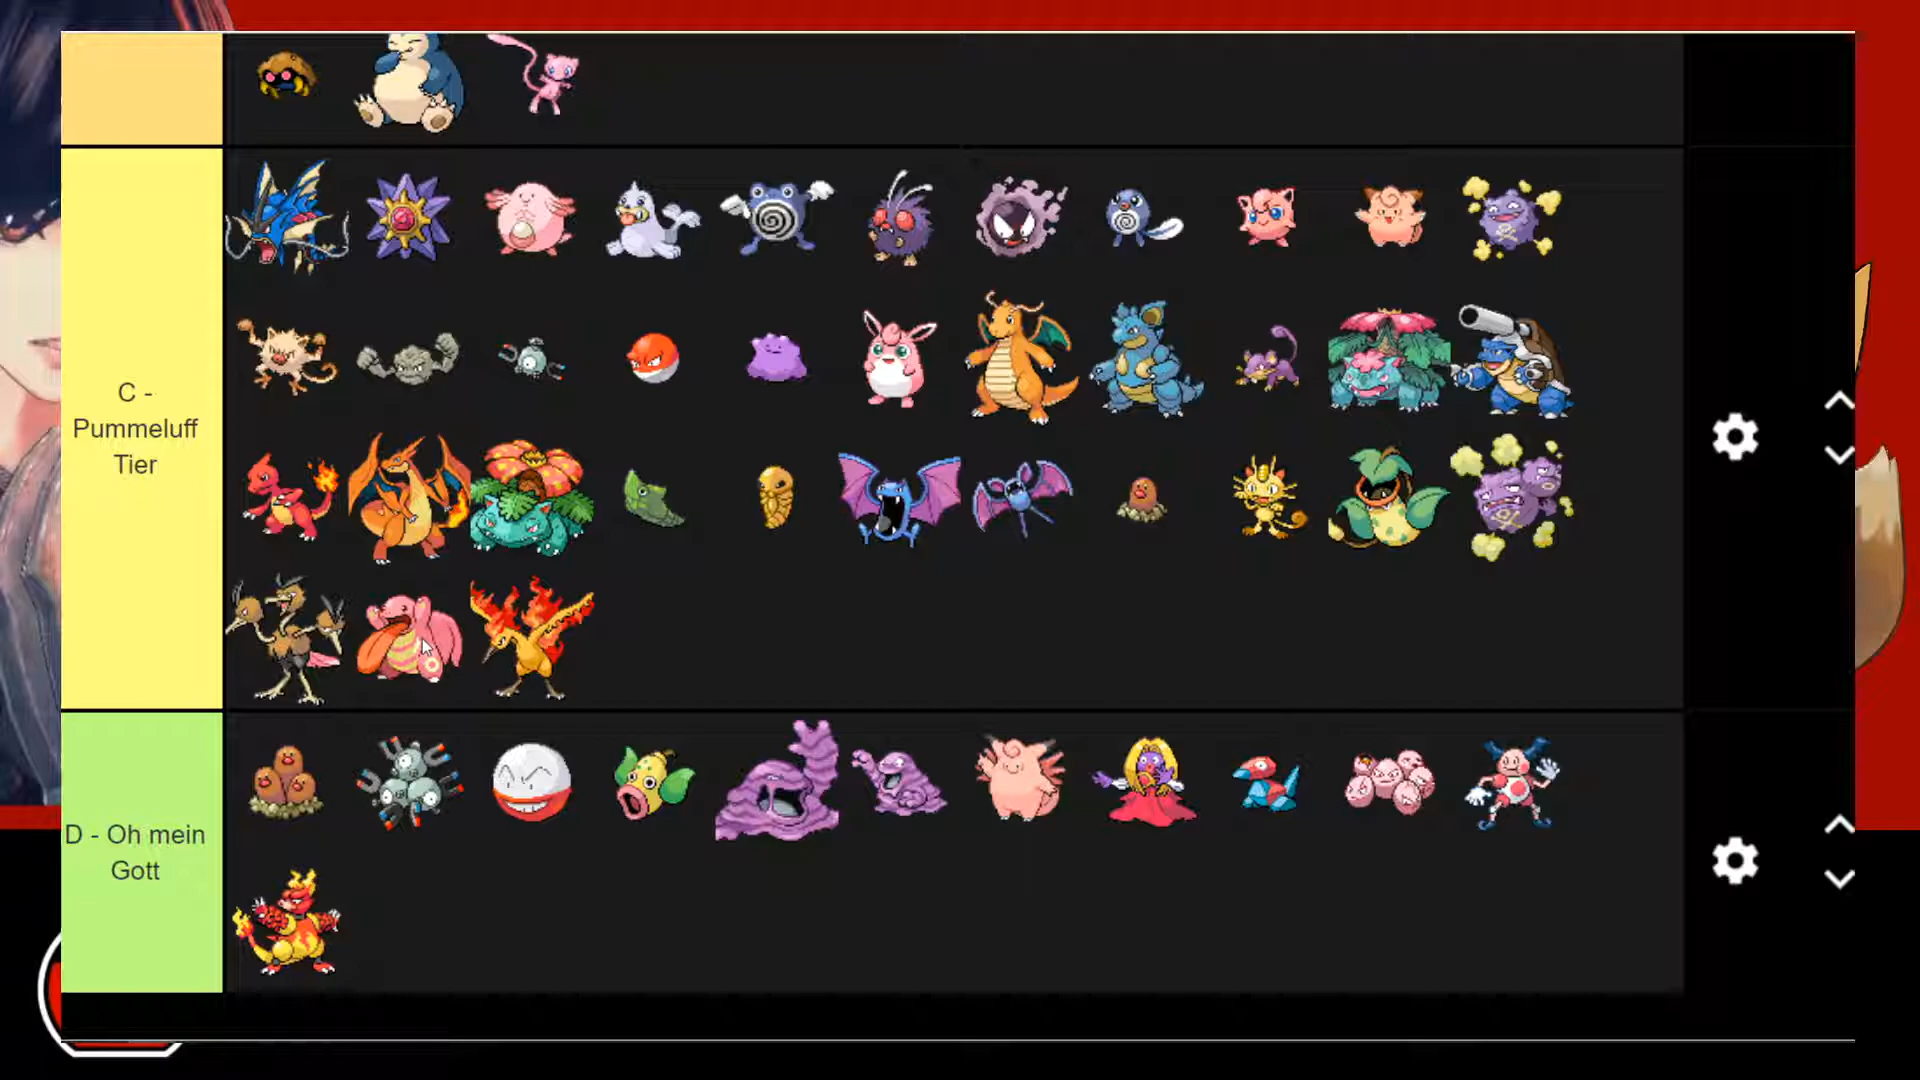 C -
Pummeluff
Tier
D - Oh mein
Gott